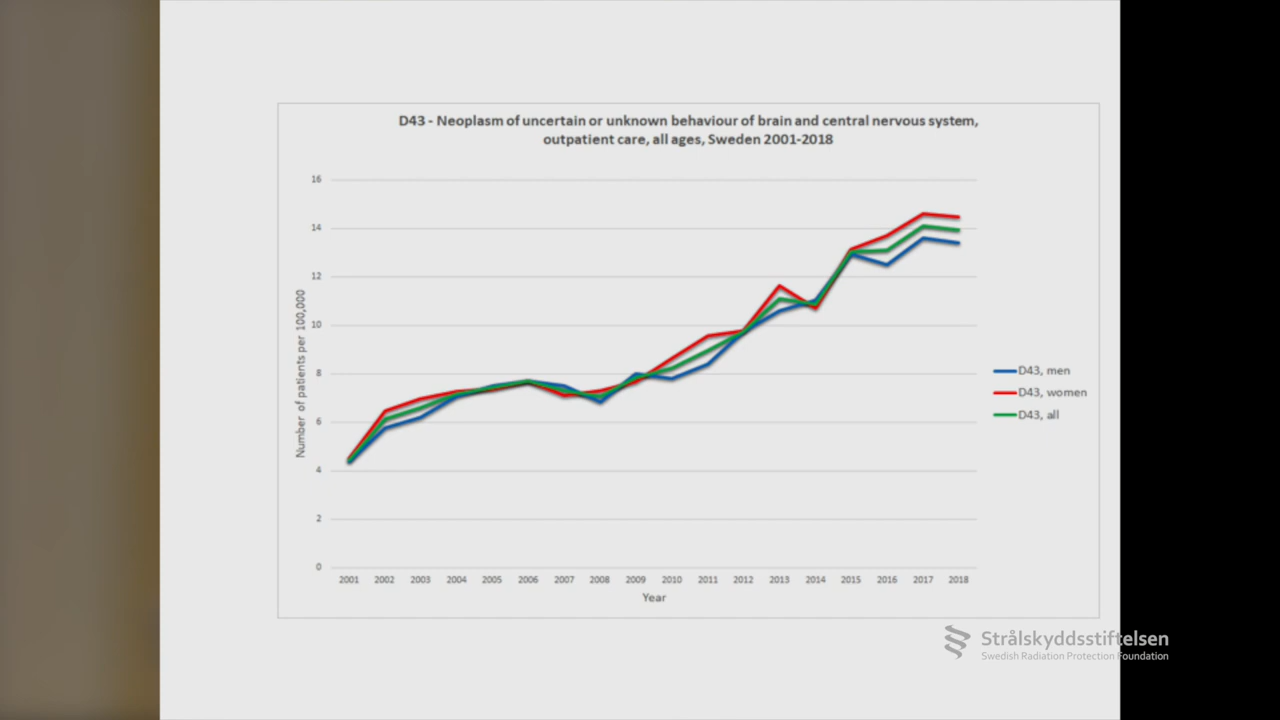 D43 - Neoplasm of uncertain or unknown behaviour of brain and central nervous system,
outpatient care, all ages, Sweden 2001-2018
16
14
12
10
8
6
4
2
0
Number of patients per 100,000
2001 2002 2003 2004 2005 2006 2007 2008 2009 2010 2011 2012 2013 2014 2015 2016 2017 2018
Year
D43, men
D43, women
D43, all
Strålskyddsstiftelsen
Swedish Radiation Protection Foundation